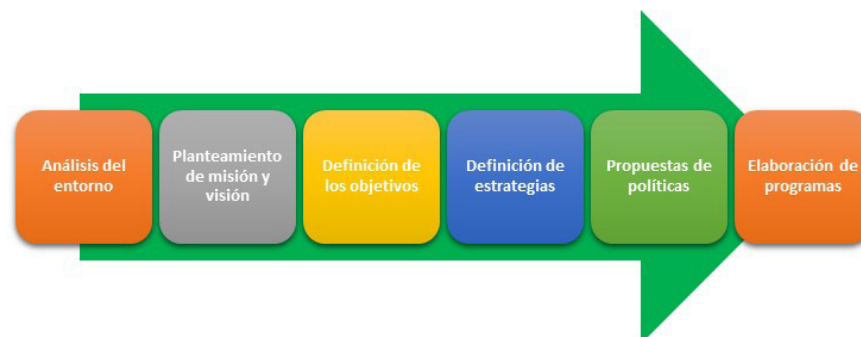 Análisis del
entorno
Planteamiento
de misión y
visión
Definición de
los objetivos
Definición de
estrategias
Propuestas de
políticas
Elaboración de
programas